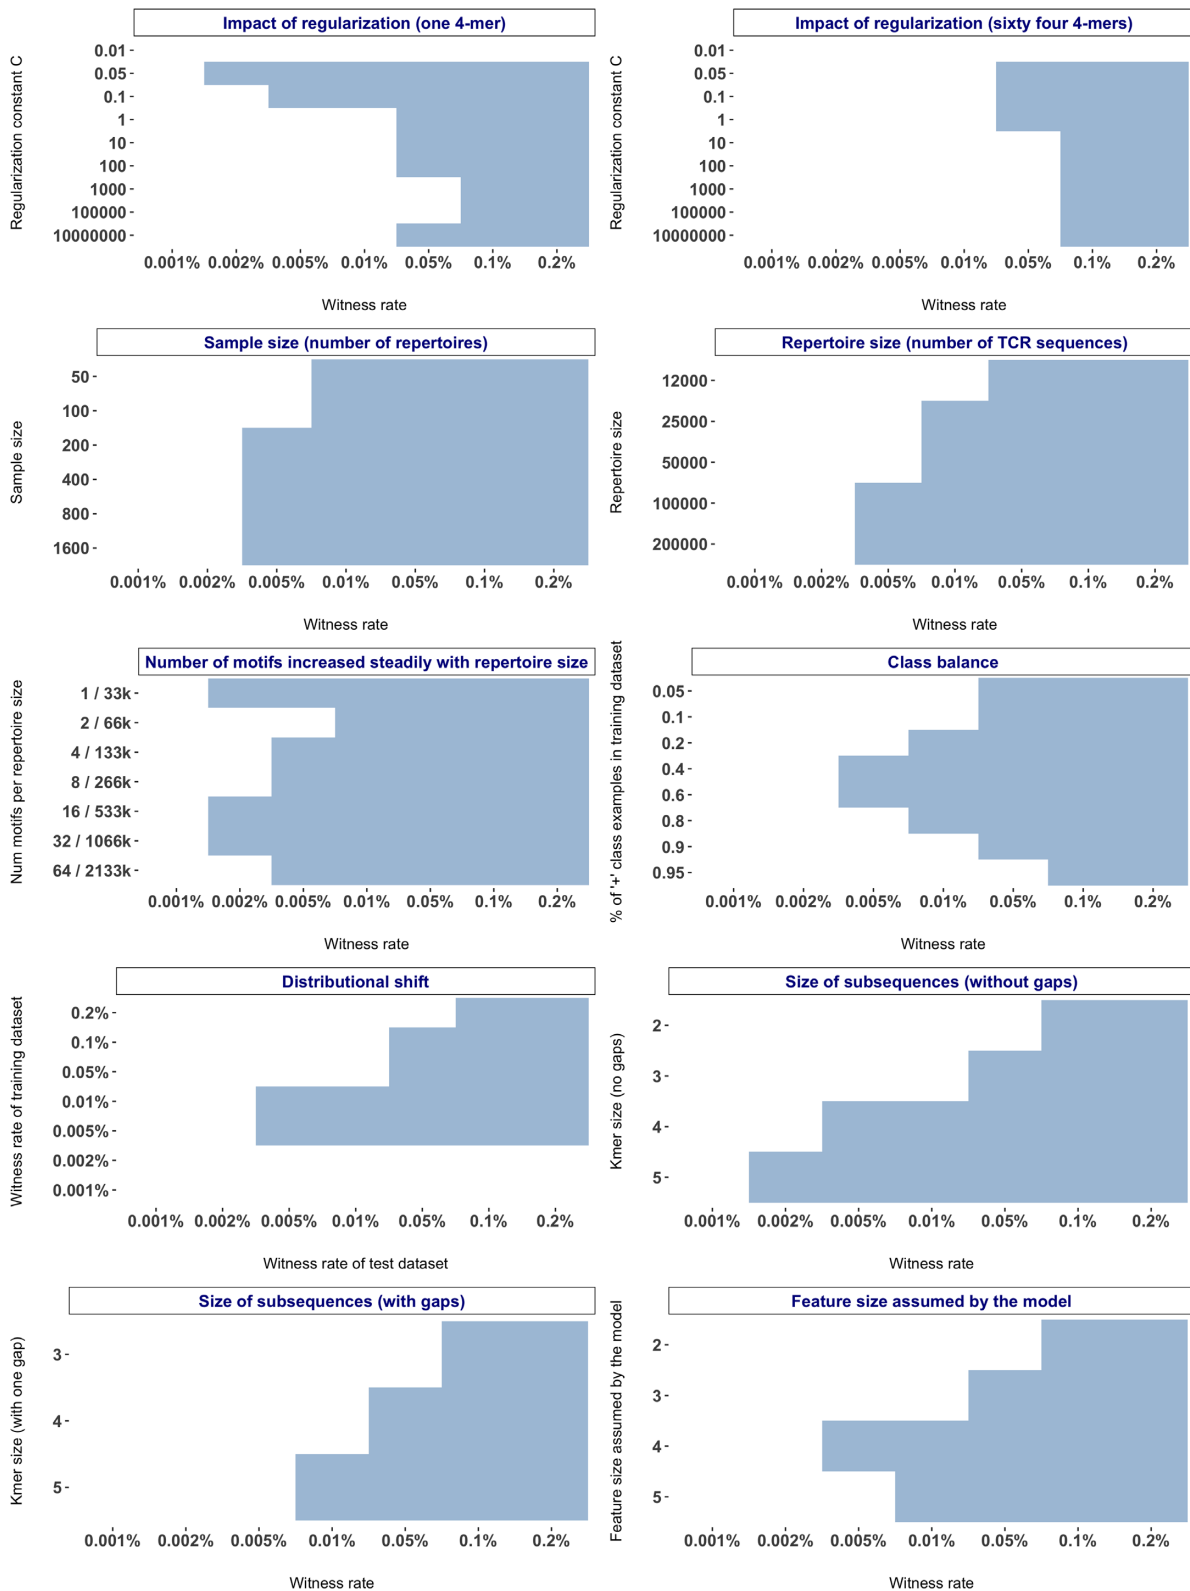 Impact of regularization (one 4-mer)
Regularization constant C
0.01
0.05
0.1
1
10
100
1000
100000
10000000
0.001% 0.002% 0.005% 0.01% 0.05% 0.1% 0.2%
Witness rate
Impact of regularization (sixty four 4-mers)
Regularization constant C
0.01
0.05
0.1
1
10
100
1000
100000
10000000
0.001% 0.002% 0.005% 0.01% 0.05% 0.1% 0.2%
Witness rate
Sample size (number of repertoires)
Sample size
50
100
200
400
800
1600
0.001% 0.002% 0.005% 0.01% 0.05% 0.1% 0.2%
Witness rate
Repertoire size (number of TCR sequences)
Repertoire size
12000
25000
50000
100000
200000
0.001% 0.002% 0.005% 0.01% 0.05% 0.1% 0.2%
Witness rate
Number of motifs increased steadily with repertoire size
Num motifs per repertoire size
1 / 33k
2 / 66k
4 / 133k
8 / 266k
16 / 533k
32 / 1066k
64 / 2133k
0.001% 0.002% 0.005% 0.01% 0.05% 0.1% 0.2%
Witness rate
Class balance
% of '+' class examples in training dataset
0.05
0.1
0.2
0.4
0.6
0.8
0.9
0.95
0.001% 0.002% 0.005% 0.01% 0.05% 0.1% 0.2%
Witness rate
Distributional shift
Witness rate of training dataset
0.2%
0.1%
0.05%
0.01%
0.005%
0.002%
0.001%
0.001% 0.002% 0.005% 0.01% 0.05% 0.1% 0.2%
Witness rate of test dataset
Size of subsequences (without gaps)
Kmer size (no gaps)
2
3
4
5
0.001% 0.002% 0.005% 0.01% 0.05% 0.1% 0.2%
Witness rate
Size of subsequences (with gaps)
Kmer size (with one gap)
3
4
5
0.001% 0.002% 0.005% 0.01% 0.05% 0.1% 0.2%
Witness rate
Feature size assumed by the model
Feature size assumed by the model
2
3
4
5
0.001% 0.002% 0.005% 0.01% 0.05% 0.1% 0.2%
Witness rate